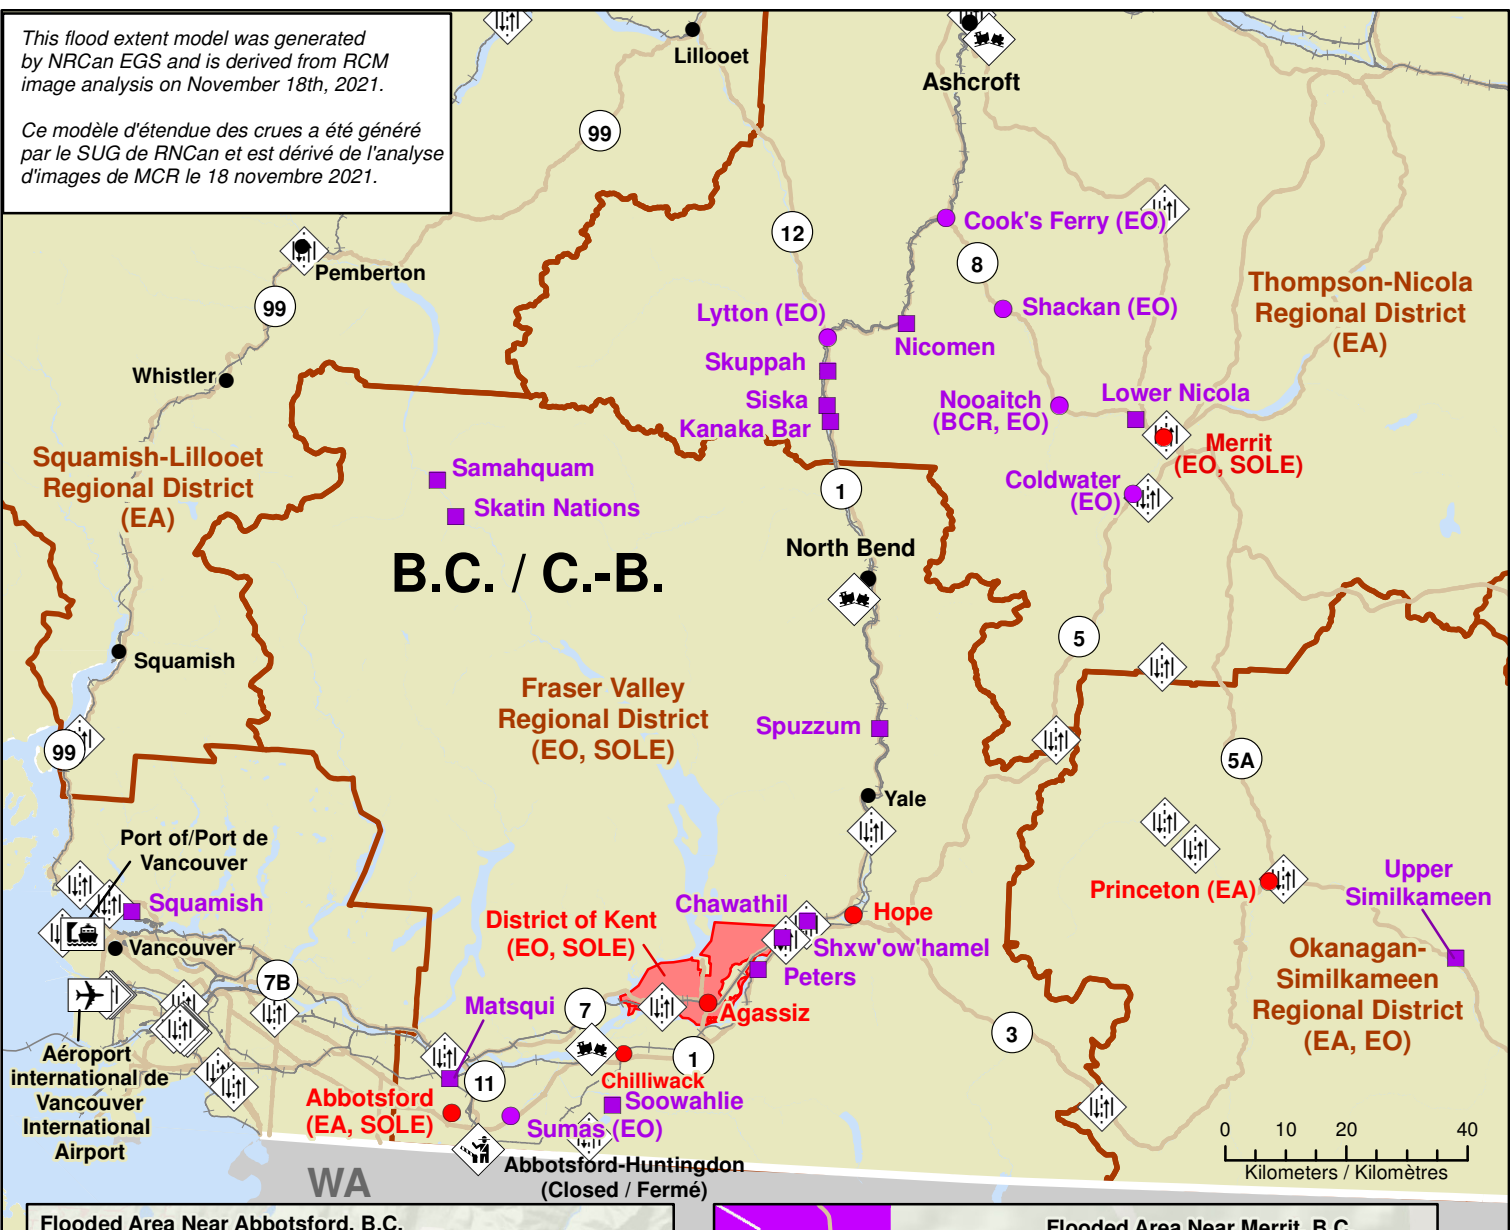 This flood extent model was generated
by NRCan EGS and is derived from RCM
image analysis on November 18th, 2021.
Ce modèle d'étendue des crues a été généré
par le SUG de RNCan et est dérivé de l'analyse
d'images de MCR le 18 novembre 2021.
Lillooet
Ashcroft
99
12
Cook's Ferry (EO)
8
Pemberton
99
Thompson-Nicola
Regional District
(EA)
Lytton (EO)
Shackan (EO)
Nicomen
Skuppah
Whistler
Siska
Kanaka Bar
Nooaitch
(BCR, EO)
Lower Nicola
Merrit
(EO, SOLE)
Squamish-Lillooet
Regional District
(EA)
Samahquam
Skatin Nations
1
Coldwater
(EO)
B.C. / C.-B.
North Bend
5
Squamish
Fraser Valley
Regional District
(EO, SOLE)
Spuzzum
99
5A
Yale
Port of/Port de
Vancouver
Squamish
Vancouver
Princeton (EA)
Upper
Similkameen
District of Kent
(EO, SOLE)
Chawathil
Hope
Shxw'ow'hamel
Peters
Okanagan-
Similkameen
Regional District
(EA, EO)
7B
Matsqui
7
Agassiz
3
1
Aéroport
international de
Vancouver
International
Airport
11
Chilliwack
Abbotsford
(EA, SOLE)
Soowahlie
Sumas (EO)
Abbotsford-Huntingdon
(Closed / Fermé)
WA
0 10 20 40
Kilometers / Kilomètres
Flooded Area Near Abbotsford, B.C.
Flooded Area Near Merrit, B.C.